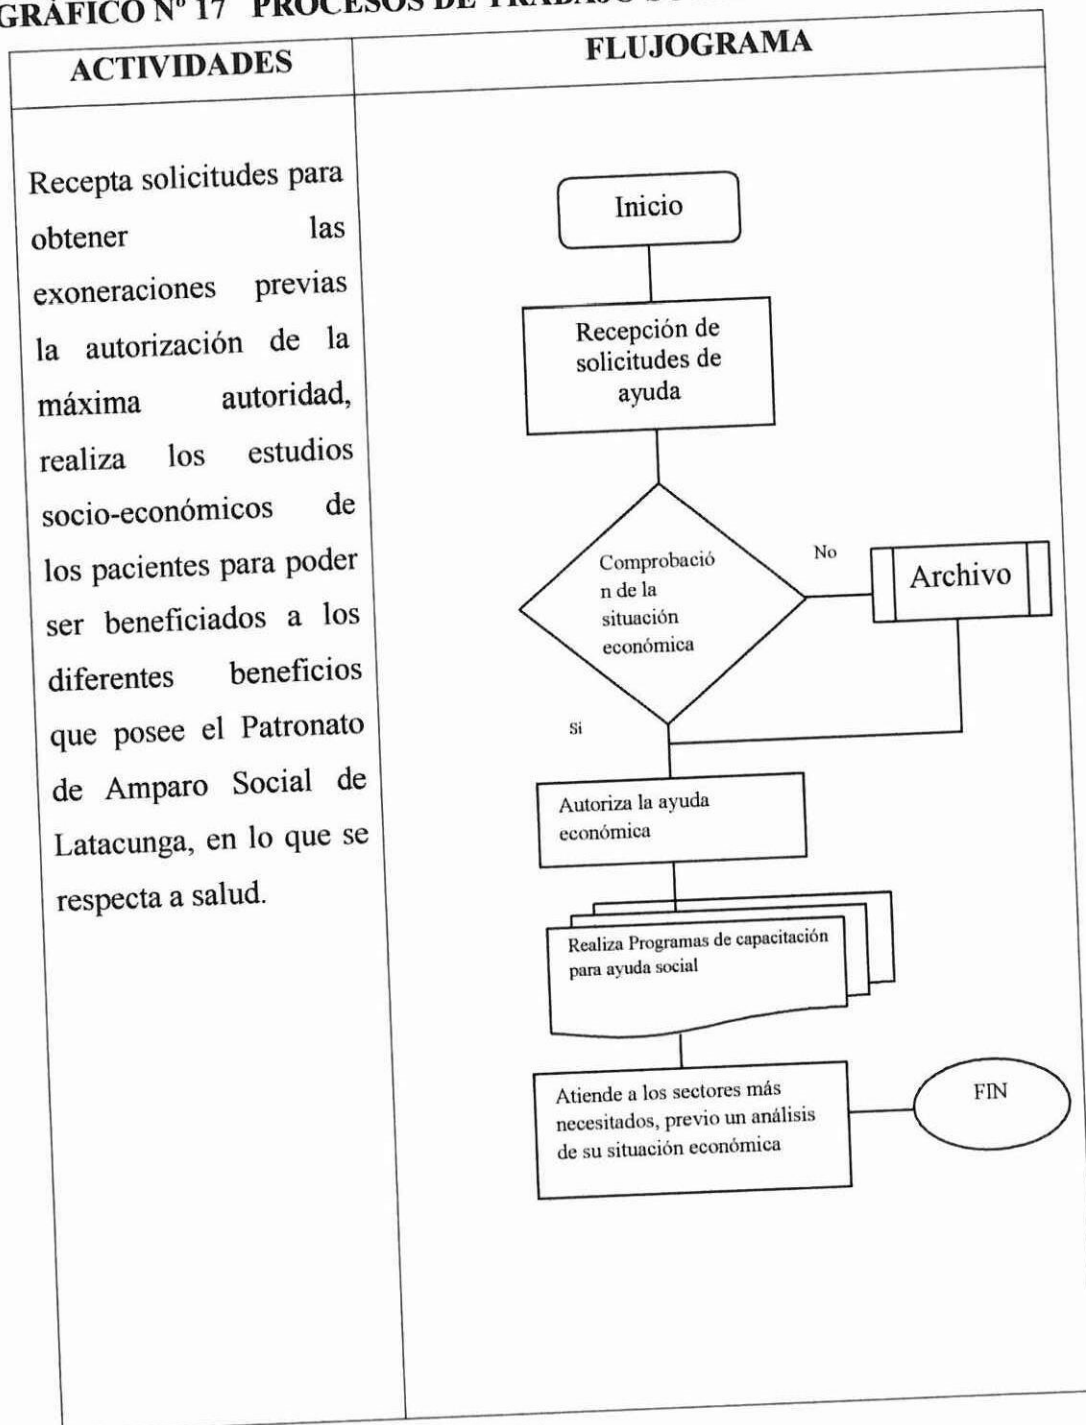 GRÁFICO Nº 17 PROCESOS DE TRABAJO
ACTIVIDADES
FLUJOGRAMA
Recepta solicitudes para
obtener las
exoneraciones previas
la autorización de la
máxima autoridad,
realiza los estudios
socio-económicos de
los pacientes para poder
ser beneficiados a los
diferentes beneficios
que posee el Patronato
de Amparo Social de
Latacunga, en lo que se
respecta a salud.
Inicio
Recepción de
solicitudes de
ayuda
Comprobació
n de la
situación
económica
No
Archivo
Si
Autoriza la ayuda
económica
Realiza Programas de capacitación
para ayuda social
Atiende a los sectores más
necesitados, previo un análisis
de su situación económica
FIN